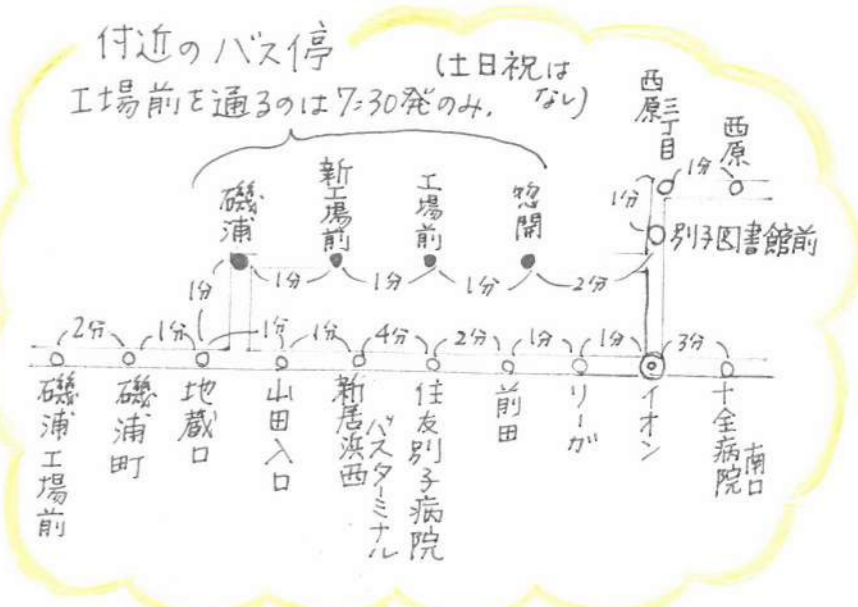 付近のバス停
工場前を通るのは7:30発のみ。
(土日祝は
なし)
西原三丁目
西原
1分
1分
別子図書館前
磯浦
新工場前
工場前
惣開
1分
1分
1分
1分
2分
2分
1分
1分
1分
4分
2分
1分
1分
3分
磯浦工場前
磯浦町
地蔵口
山田入口
新居浜西バスターミナル
住友別子病院
前田
リーガ
イオン
十全病院南口